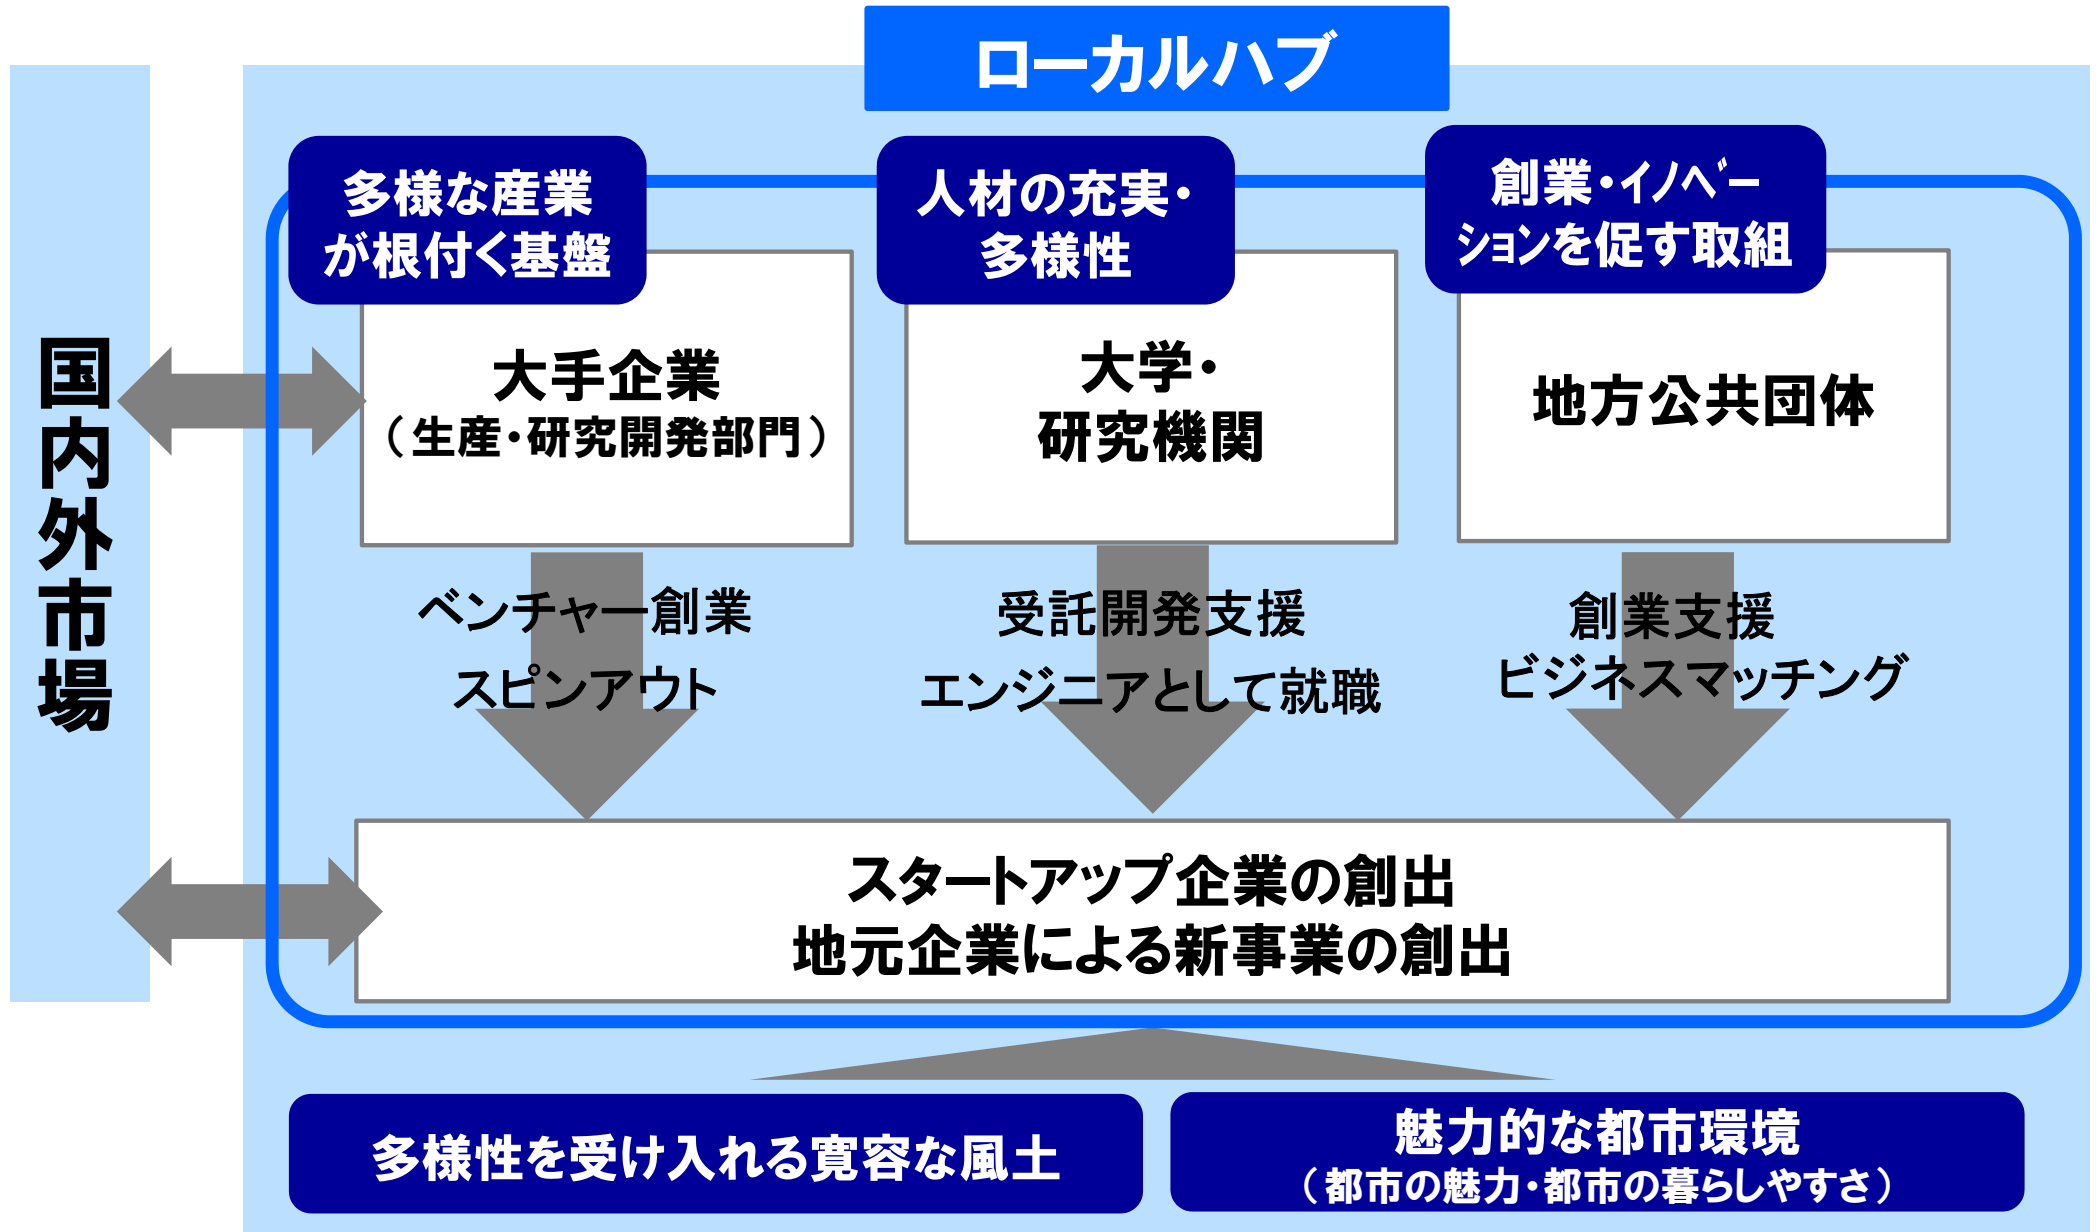 ローカルハブ
多様な産業
が根付く基盤
人材の充実・
多様性
創業・イノベー
ションを促す取組
国内外市場
大手企業
（生産・研究開発部門）
大学・
研究機関
地方公共団体
ベンチャー創業
スピンアウト
受託開発支援
エンジニアとして就職
創業支援
ビジネスマッチング
スタートアップ企業の創出
地元企業による新事業の創出
多様性を受け入れる寛容な風土
魅力的な都市環境
（都市の魅力・都市の暮らしやすさ）